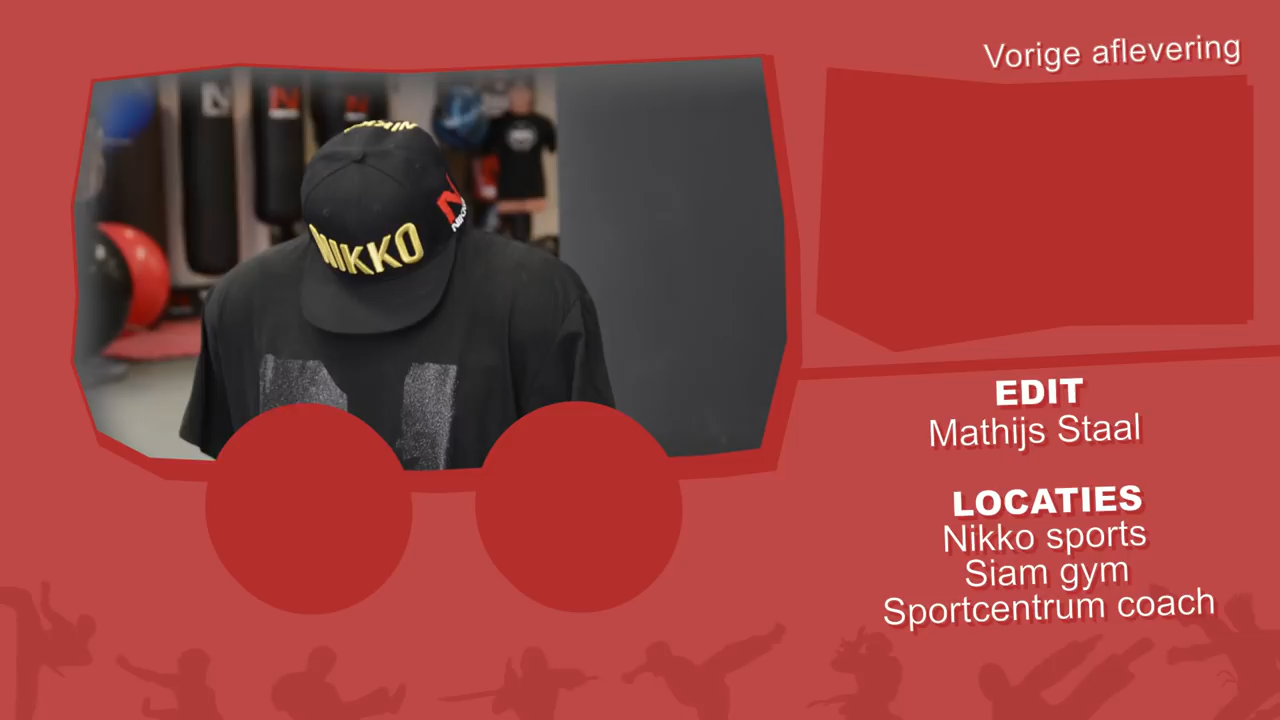 Vorige aflevering
NIKKO
EDIT
Mathijs Staal
LOCATIES
Nikko sports
Siam gym
Sportcentrum coach